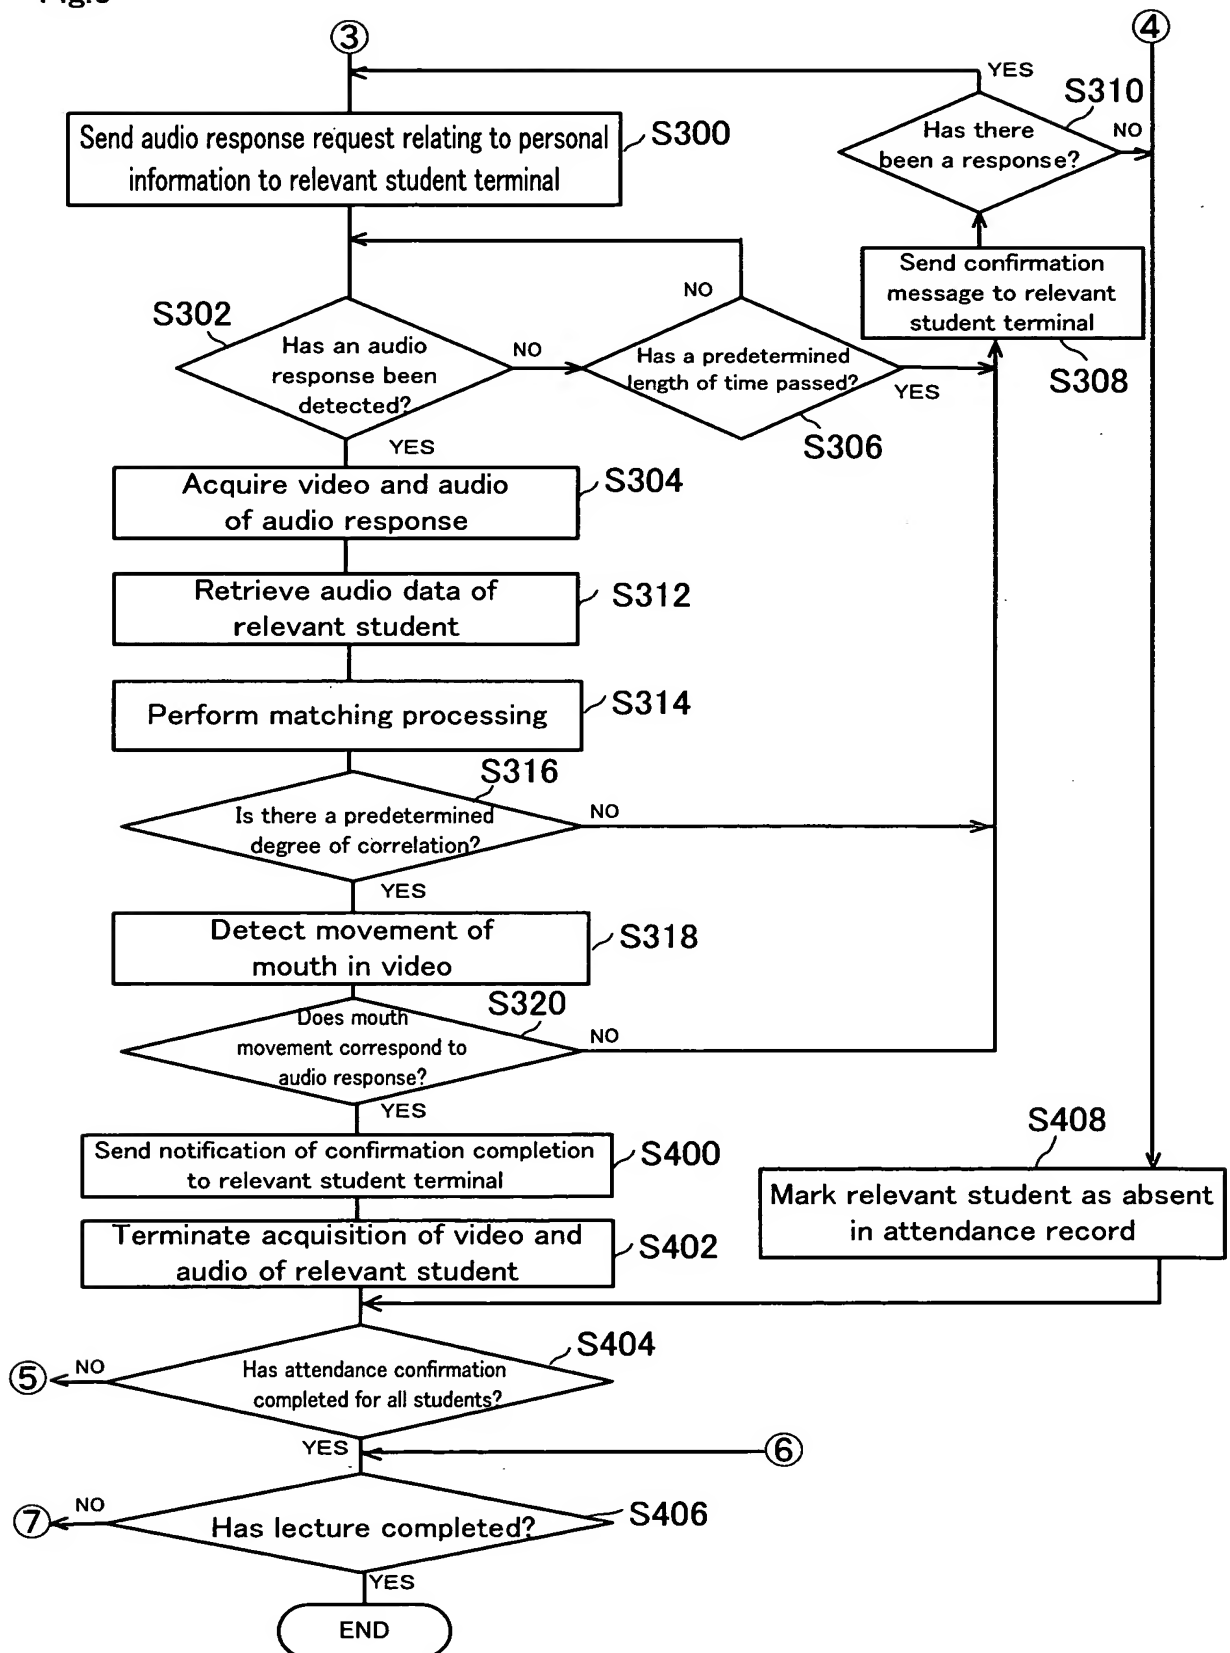 ③
④
YES
S310
Has there
been a response?
NO
Send audio response request relating to personal
information to relevant student terminal
S300
Send confirmation
message to relevant
student terminal
S308
S302
Has an audio
response been
detected?
NO
NO
Has a predetermined
length of time passed?
YES
S306
YES
Acquire video and audio
of audio response
S304
Retrieve audio data of
relevant student
S312
Perform matching processing
S314
S316
Is there a predetermined
degree of correlation?
NO
YES
Detect movement of
mouth in video
S318
S320
Does mouth
movement correspond to
audio response?
NO
YES
Send notification of confirmation completion
to relevant student terminal
S400
S408
Mark relevant student as absent
in attendance record
Terminate acquisition of video and
audio of relevant student
S402
S404
Has attendance confirmation
completed for all students?
NO
⑤
YES
⑥
S406
Has lecture completed?
NO
⑦
YES
END